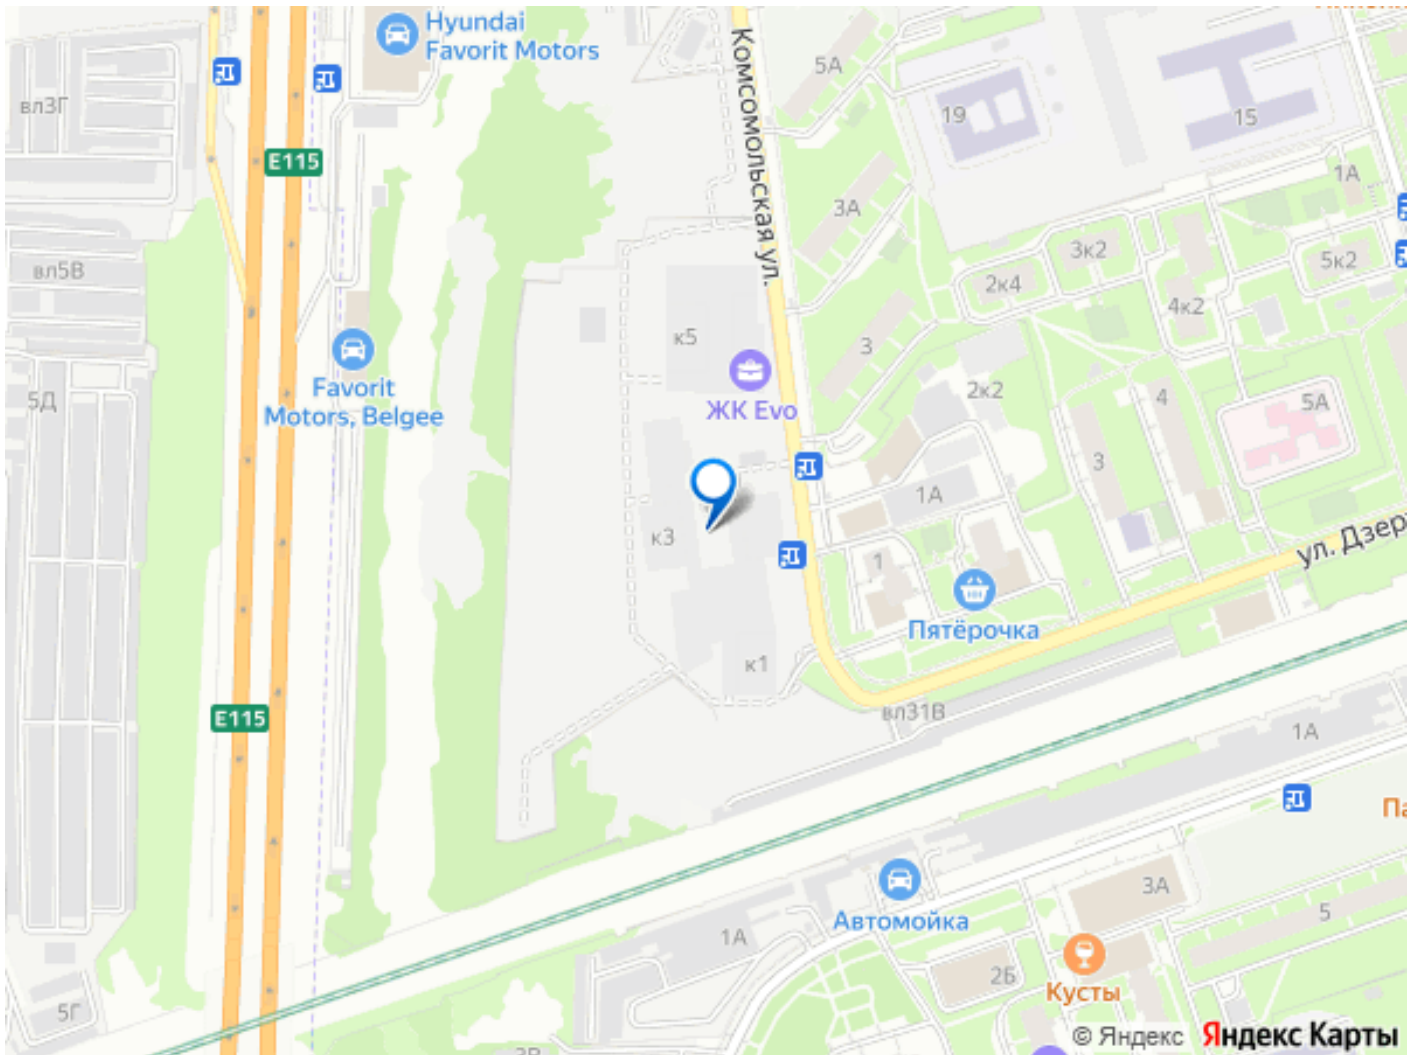 Hyundai
Favorit Motors
вл3Г
E115
Комсомольская ул.
5А
19
15
1А
3А
3к2
2к4
5к2
4к2
вл5В
к5
3
Favorit
Motors, Belgee
5Д
ЖК Evo
2к2
4
5А
3
1А
к3
1
ул. Дзер
Пятёрочка
к1
E115
вл31В
1А
Па
Автомойка
3А
5
1А
2Б
Кусты
5Г
© Яндекс Яндекс Карты